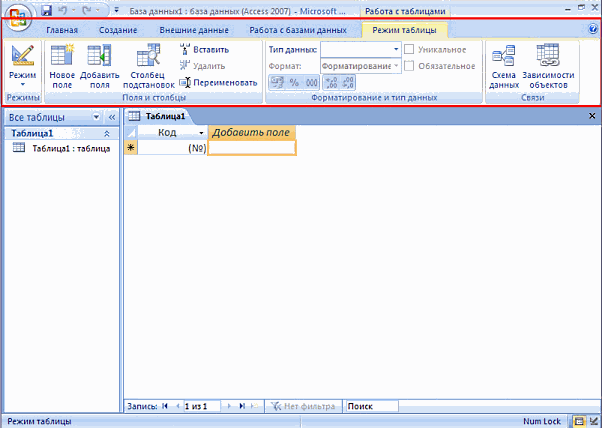 База данных1 : база данных (Access 2007) - Microsoft ... Работа с таблицами
Главная Создание Внешние данные Работа с базами данных Режим таблицы
Режим
Режимы
Новое поле
Добавить поля
Столбец подстановок
Вставить
Удалить
Переименовать
Поля и столбцы
Тип данных:
Формат: Форматирование
% 000
Уникальное
Обязательное
Форматирование и тип данных
Схема данных
Зависимости объектов
Связи
Все таблицы
Таблица1
Таблица1 : таблица
Таблица1
Код Добавить поле
(№)
Запись: 1 из 1 Нет фильтра Поиск
Режим таблицы Num Lock